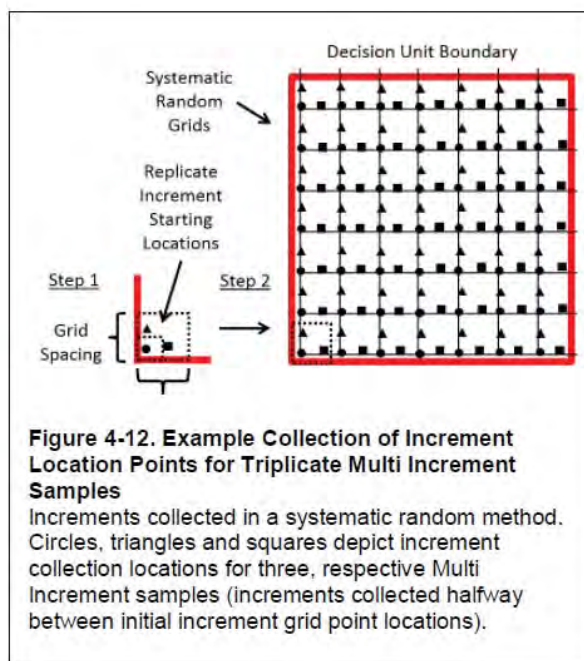 Decision Unit Boundary
Systematic
Random
Grids
Replicate
Increment
Starting
Locations
Step 1
Step 2
Grid
Spacing
Figure 4-12. Example Collection of Increment
Location Points for Triplicate Multi Increment
Samples
Increments collected in a systematic random method.
Circles, triangles and squares depict increment
collection locations for three, respective Multi
Increment samples (increments collected halfway
between initial increment grid point locations).